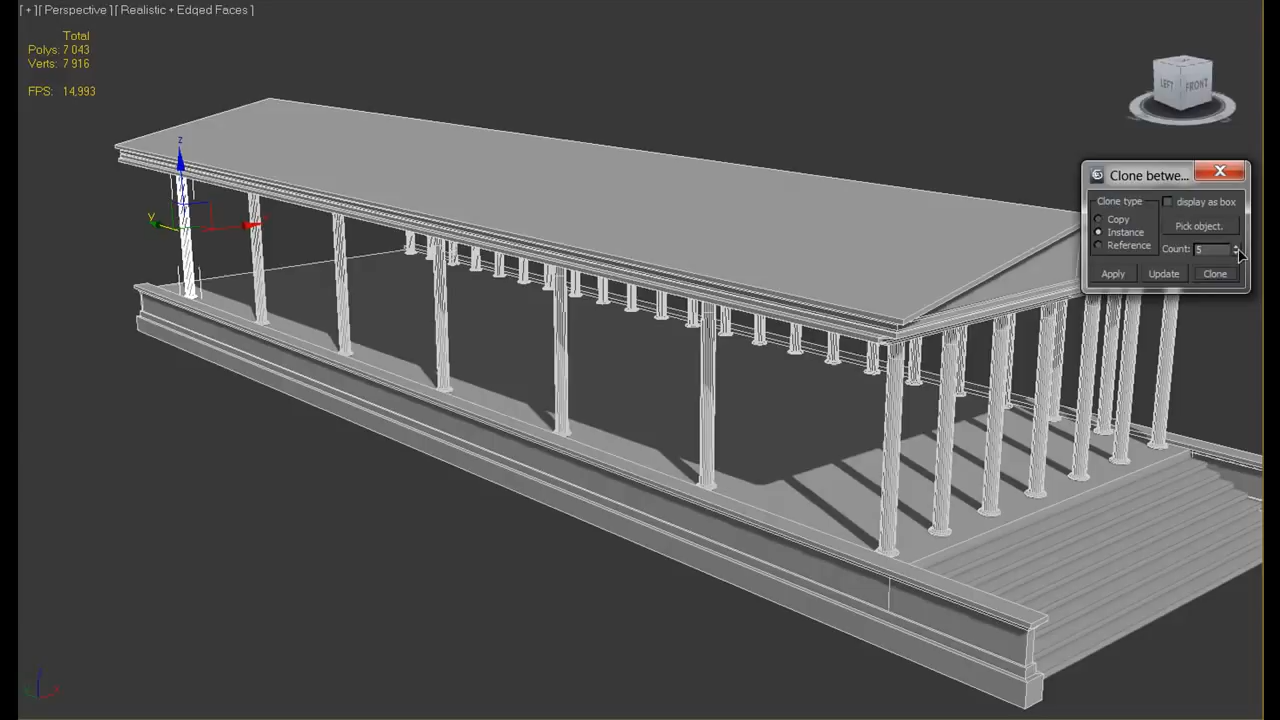 [ + ] [ Perspective ] [ Realistic + Edged Faces ]
Total
Polys: 7 043
Verts: 7 916
FPS: 14,993
LEFT FRONT
Clone betwe...
Clone type
display as box
Copy
Pick object.
Instance
Reference
Count: 5
Apply Update Clone
z
y